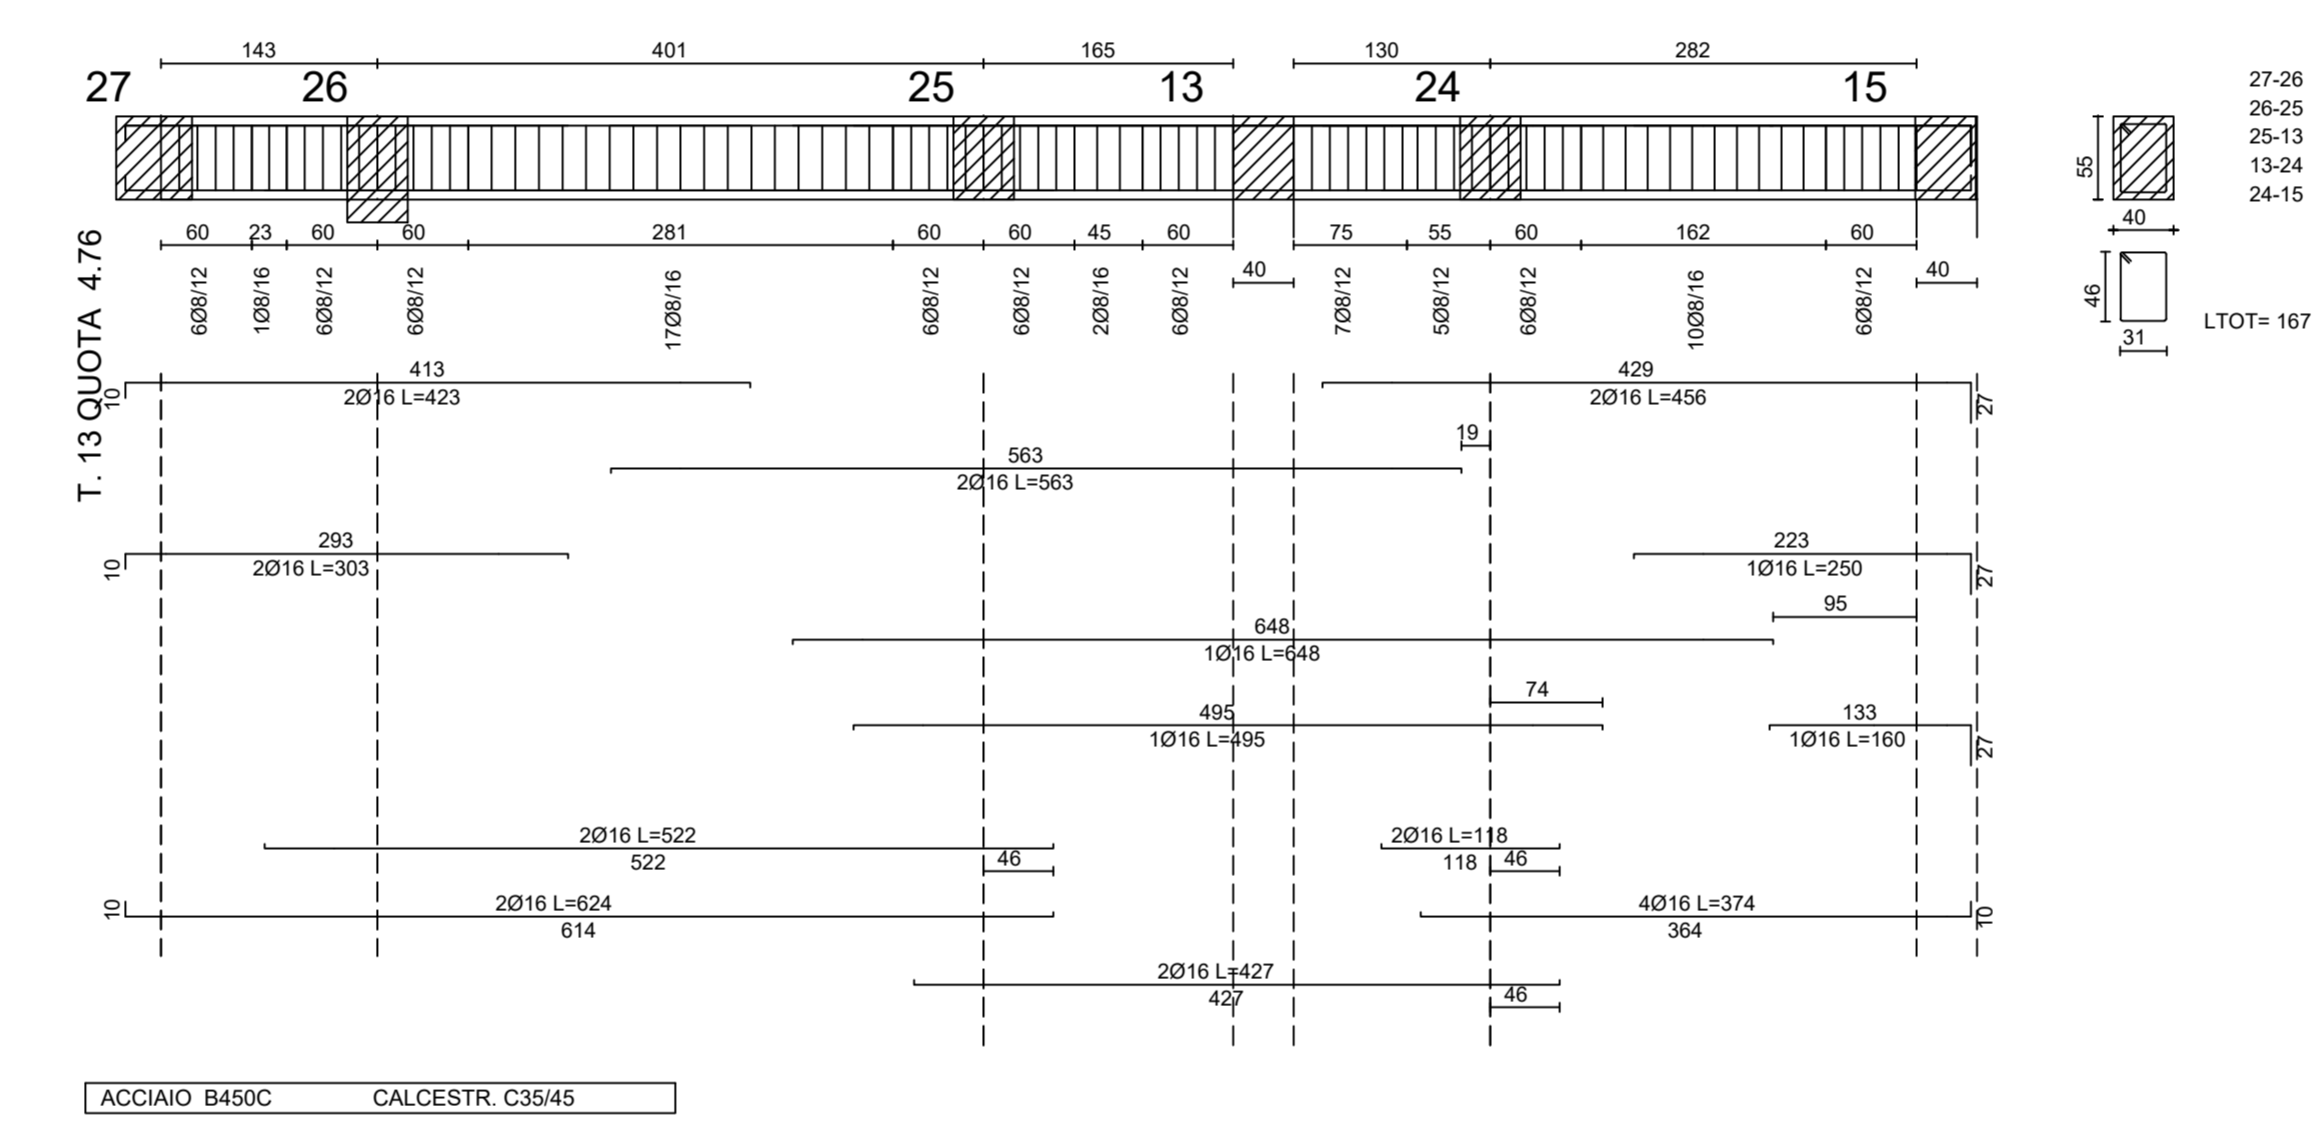 143 401 165 130 282
27 26 25 13 24 15
27-26
26-25
25-13
13-24
24-15
55
40
60 23 60 60 281 60 60 45 60 75 55 60 162 60
40 40
6Ø8/12 1Ø8/16 6Ø8/12 6Ø8/12 17Ø8/16 6Ø8/12 6Ø8/12 2Ø8/16 6Ø8/12 7Ø8/12 5Ø8/12 6Ø8/12 10Ø8/16 6Ø8/12
46
31
LTOT= 167
T. 13 QUOTA 4.76
413 429
10 2Ø16 L=423 2Ø16 L=456 27
19
563
2Ø16 L=563
293 223
10 2Ø16 L=303 1Ø16 L=250 27
95
648
1Ø16 L=648
74
495 133
1Ø16 L=495 1Ø16 L=160 27
2Ø16 L=522 2Ø16 L=118
522 46 118 46
10 2Ø16 L=624 4Ø16 L=374 10
614 364
2Ø16 L=427
427 46
ACCIAIO B450C CALCESTR. C35/45